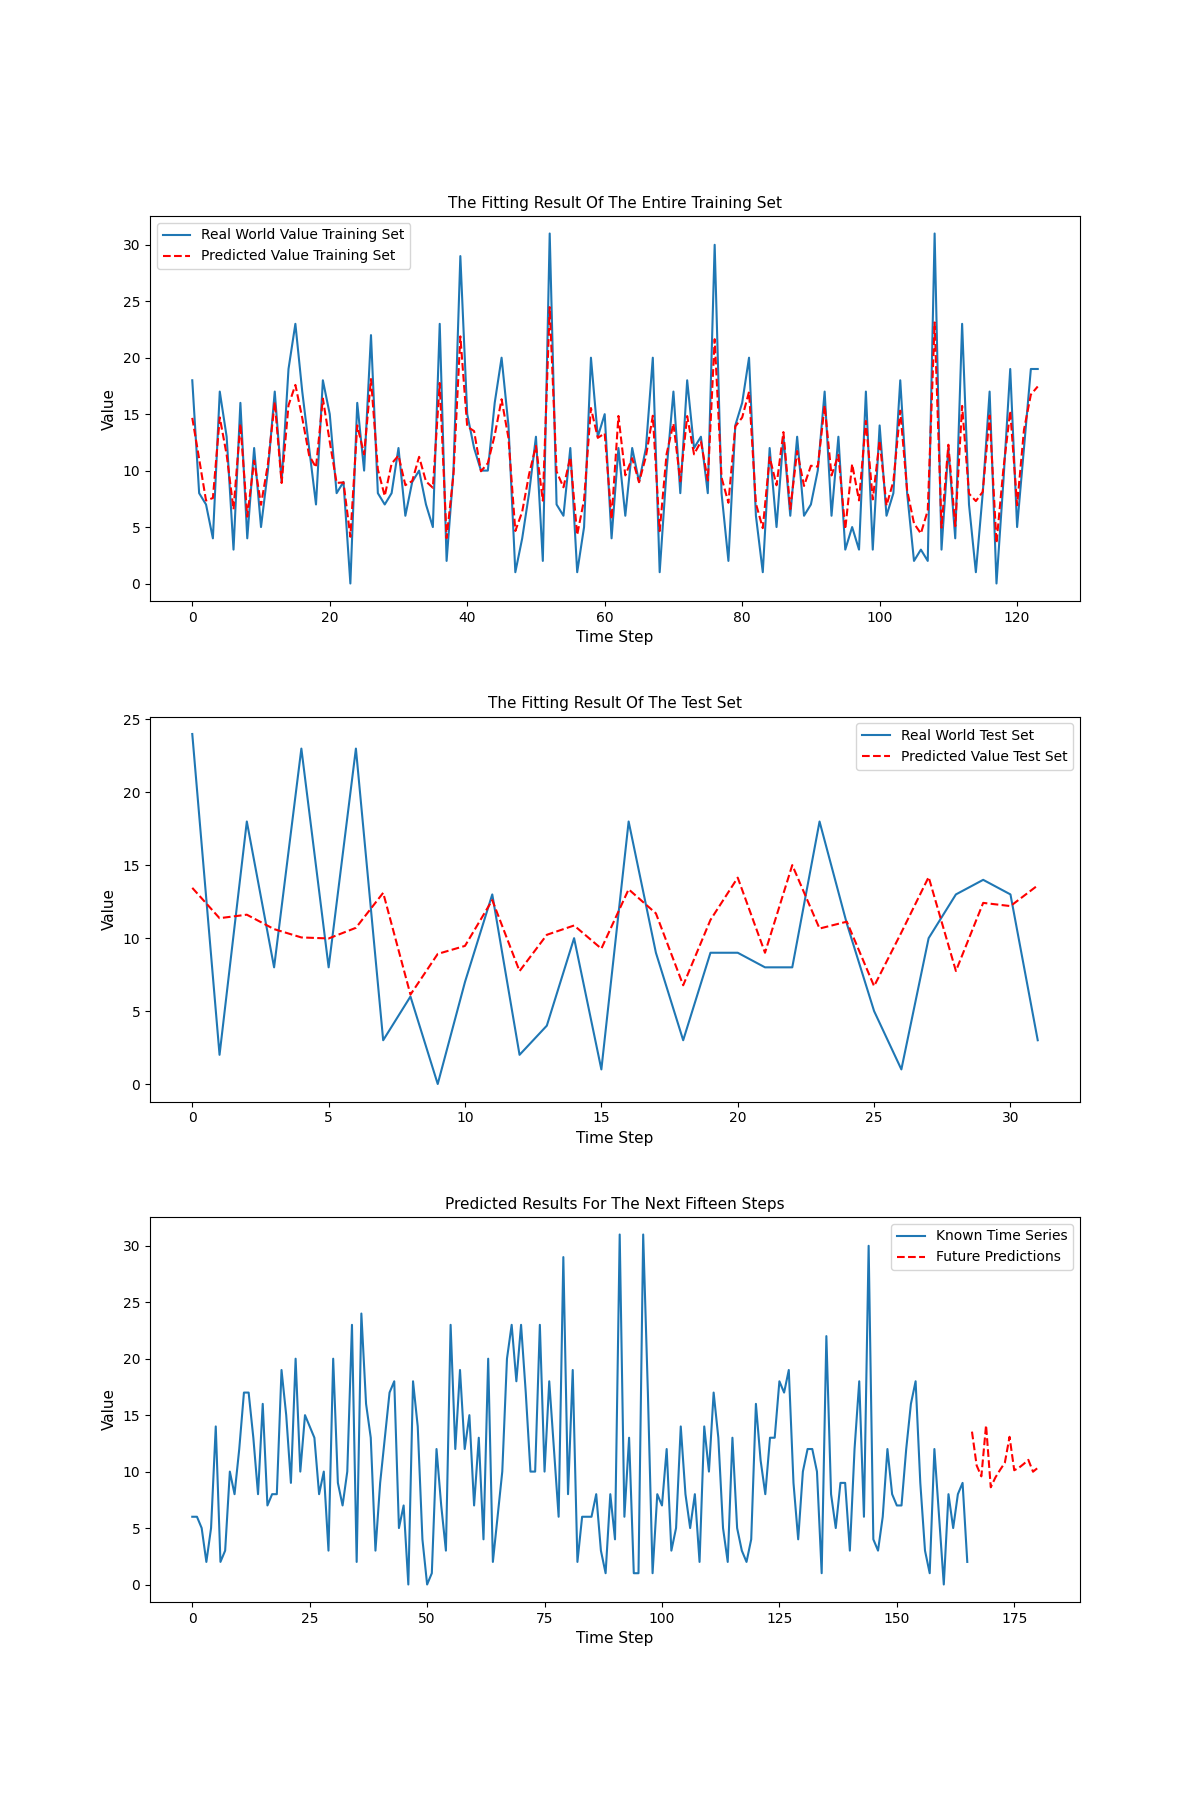 The Fitting Result Of The Entire Training Set
Real World Value Training Set
Predicted Value Training Set
Value
30
25
20
15
10
5
0
0 20 40 60 80 100 120
Time Step
The Fitting Result Of The Test Set
Real World Test Set
Predicted Value Test Set
Value
25
20
15
10
5
0
0 5 10 15 20 25 30
Time Step
Predicted Results For The Next Fifteen Steps
Known Time Series
Future Predictions
Value
30
25
20
15
10
5
0
0 25 50 75 100 125 150 175
Time Step